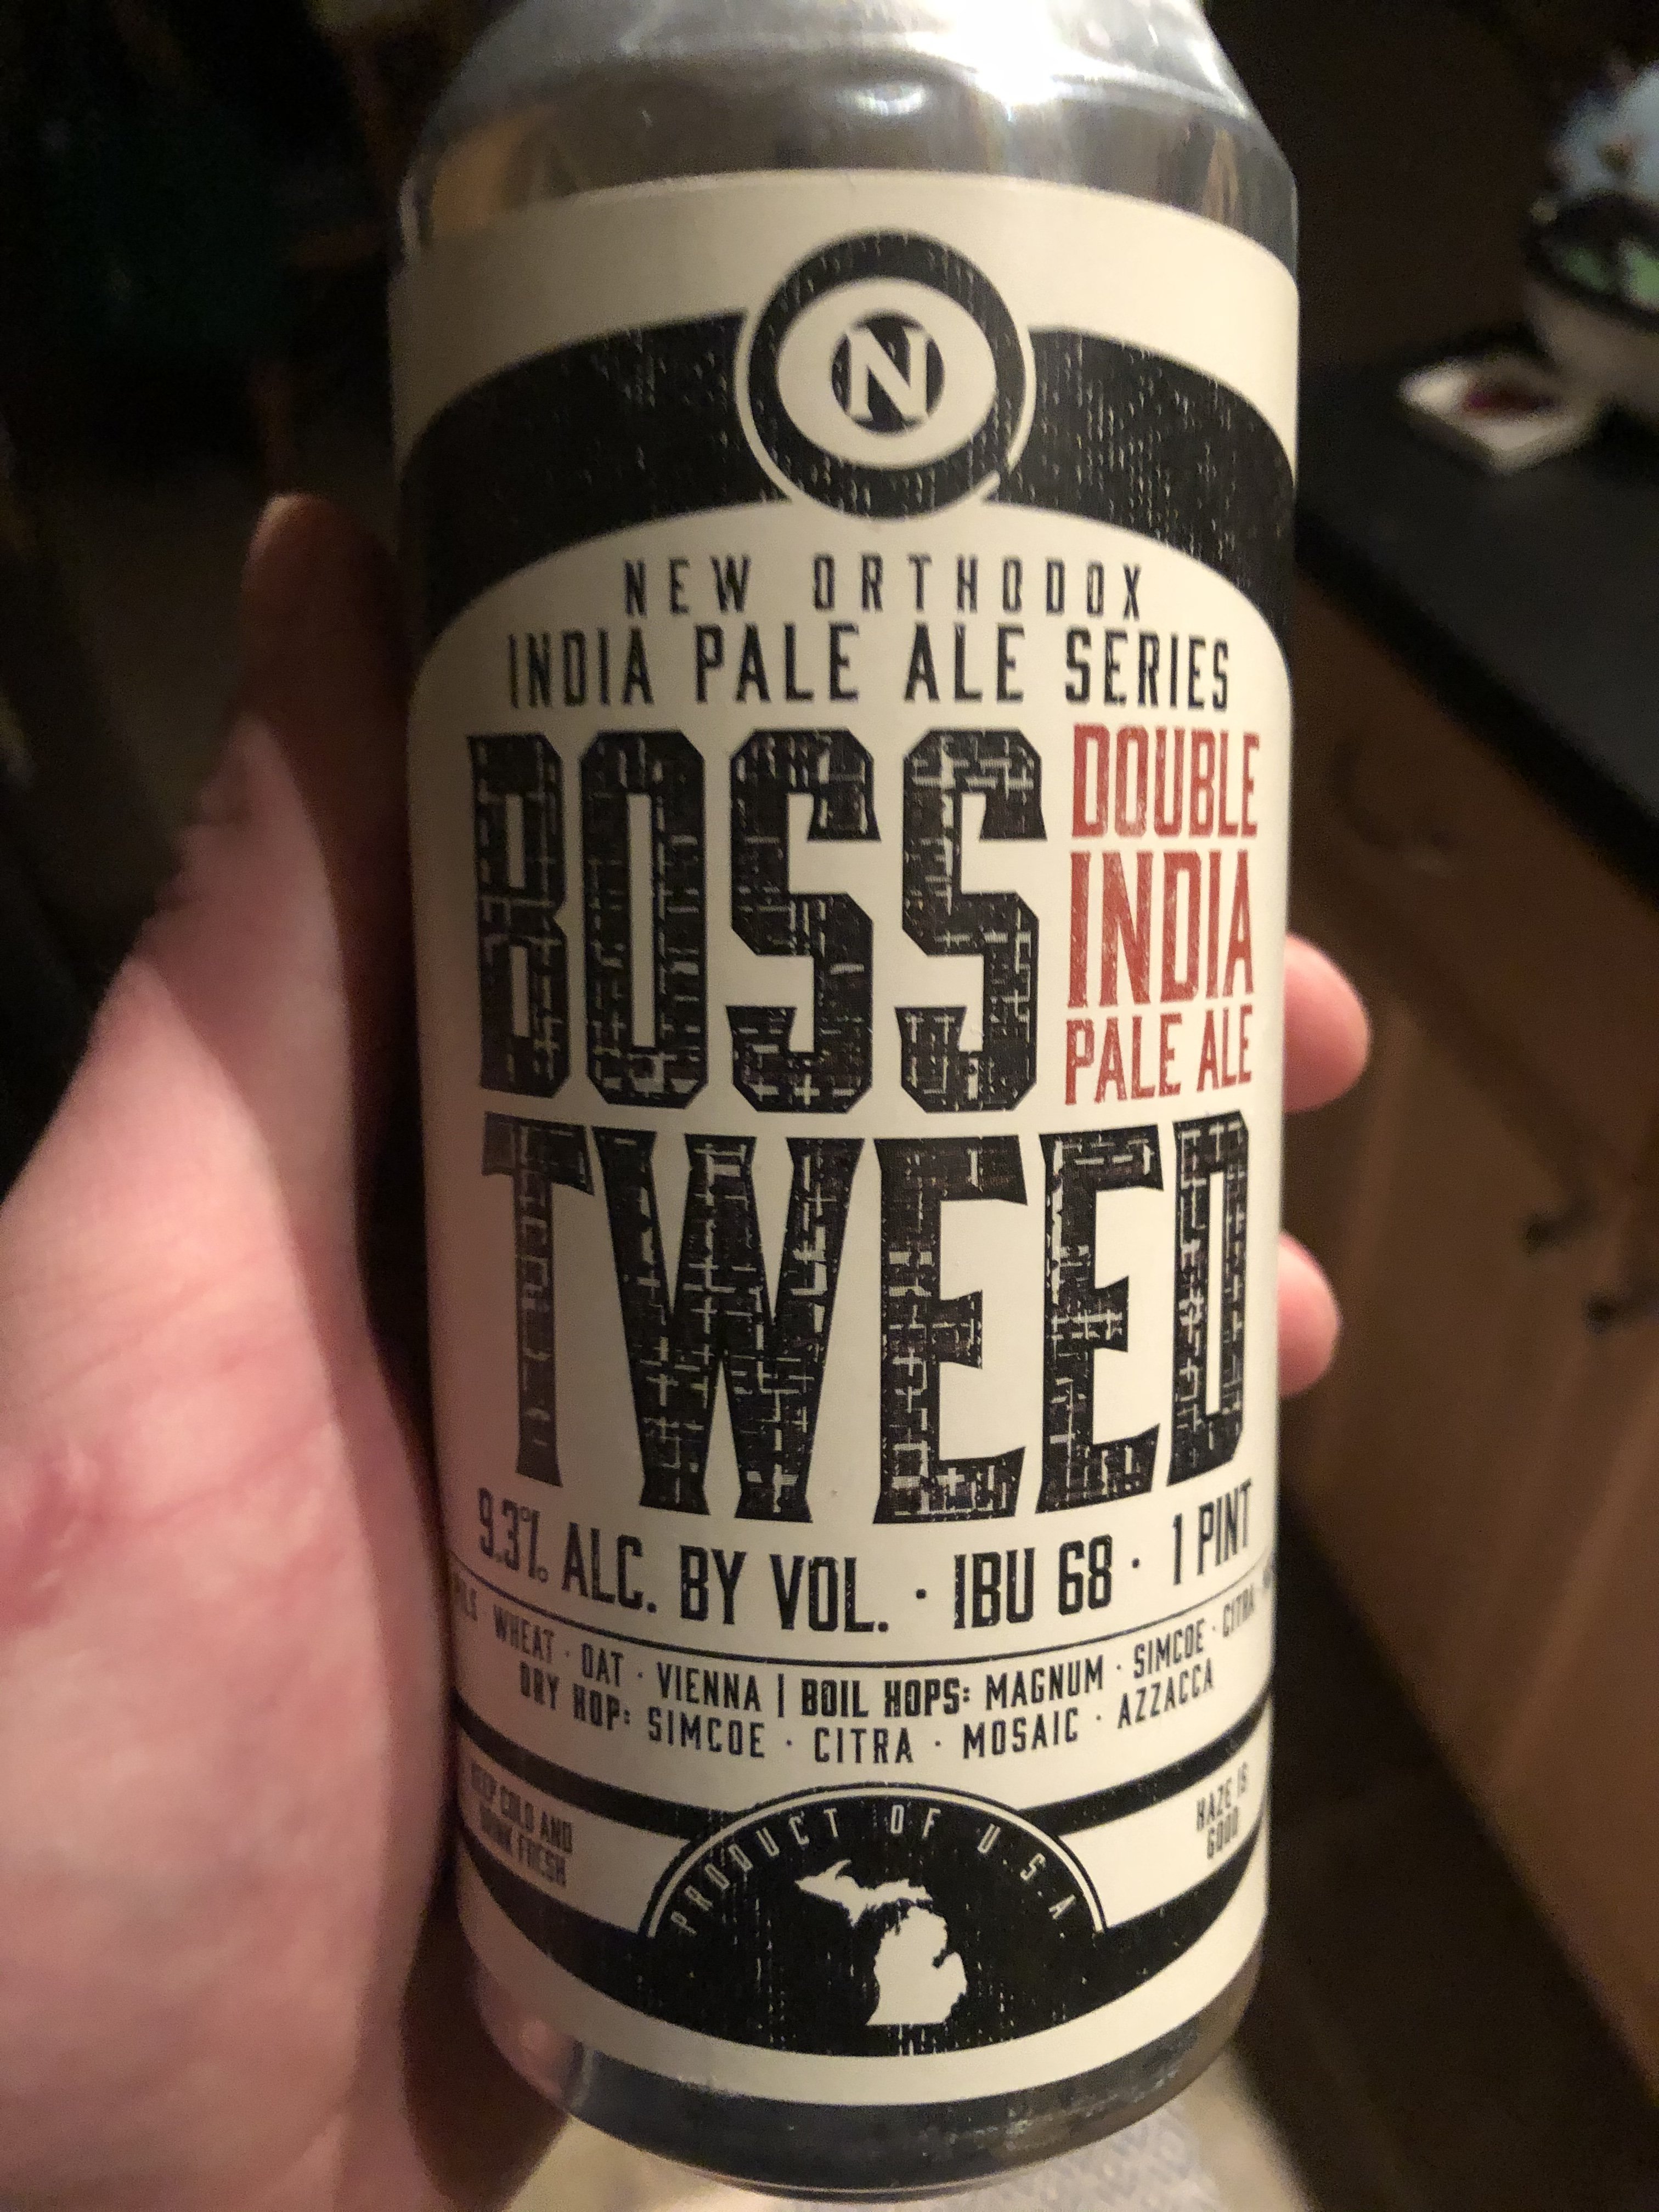 N
NEW ORTHODOX
INDIA PALE ALE SERIES
BOSS
DOUBLE
INDIA
PALE ALE
TWEED
9.3% ALC. BY VOL. · IBU 68 · 1 PINT
WHEAT · OAT · VIENNA | BOIL HOPS: MAGNUM · SIMCOE · CITRA
DRY HOP: SIMCOE · CITRA · MOSAIC · AZZACCA
KEEP COLD AND
DRINK FRESH
PRODUCT OF U.S.A
HAZE IS
GOOD